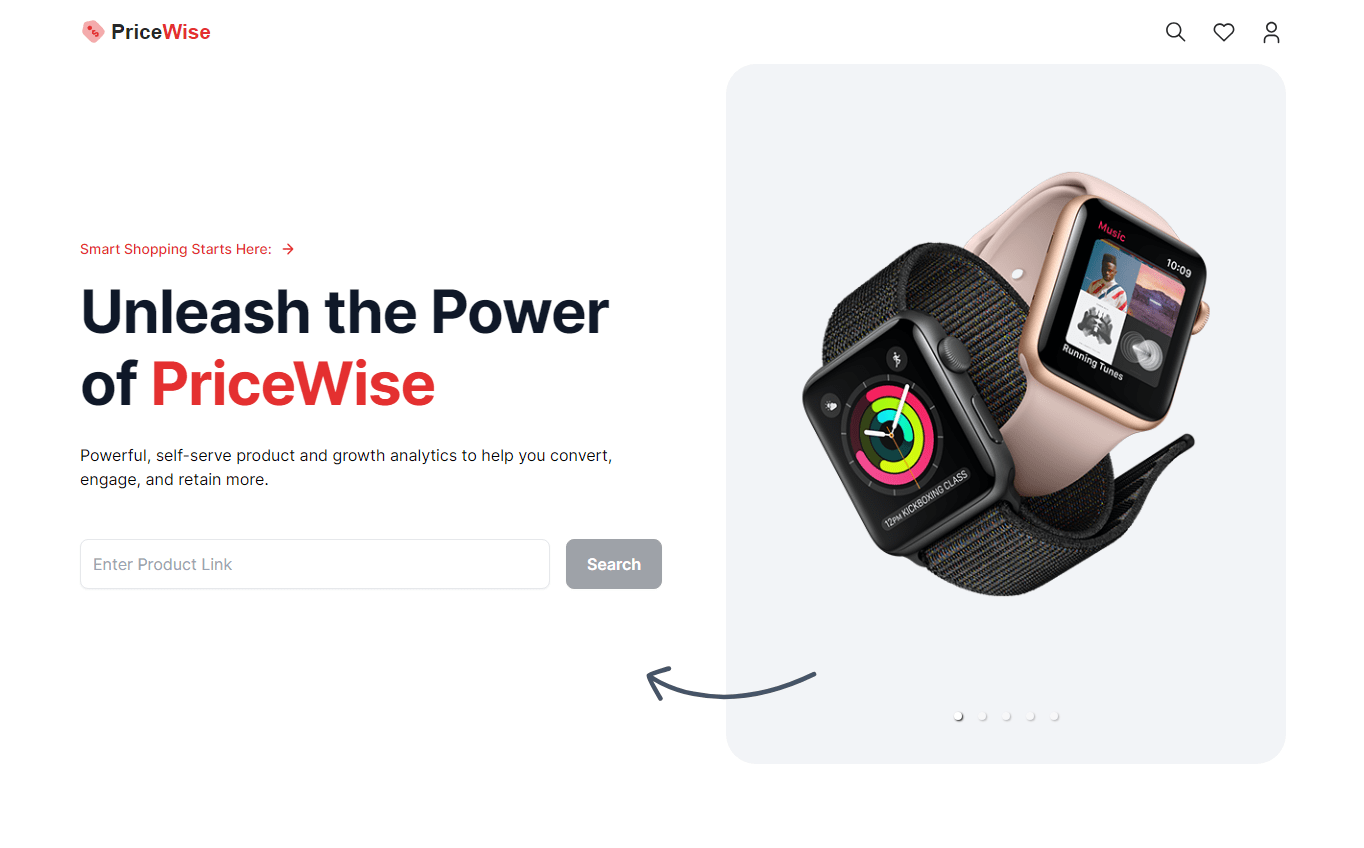 PriceWise
Smart Shopping Starts Here:
Unleash the Power
of PriceWise
Powerful, self-serve product and growth analytics to help you convert,
engage, and retain more.
Enter Product Link
Search
Music
10:09
Running Tunes
12PM KICKBOXING CLASS